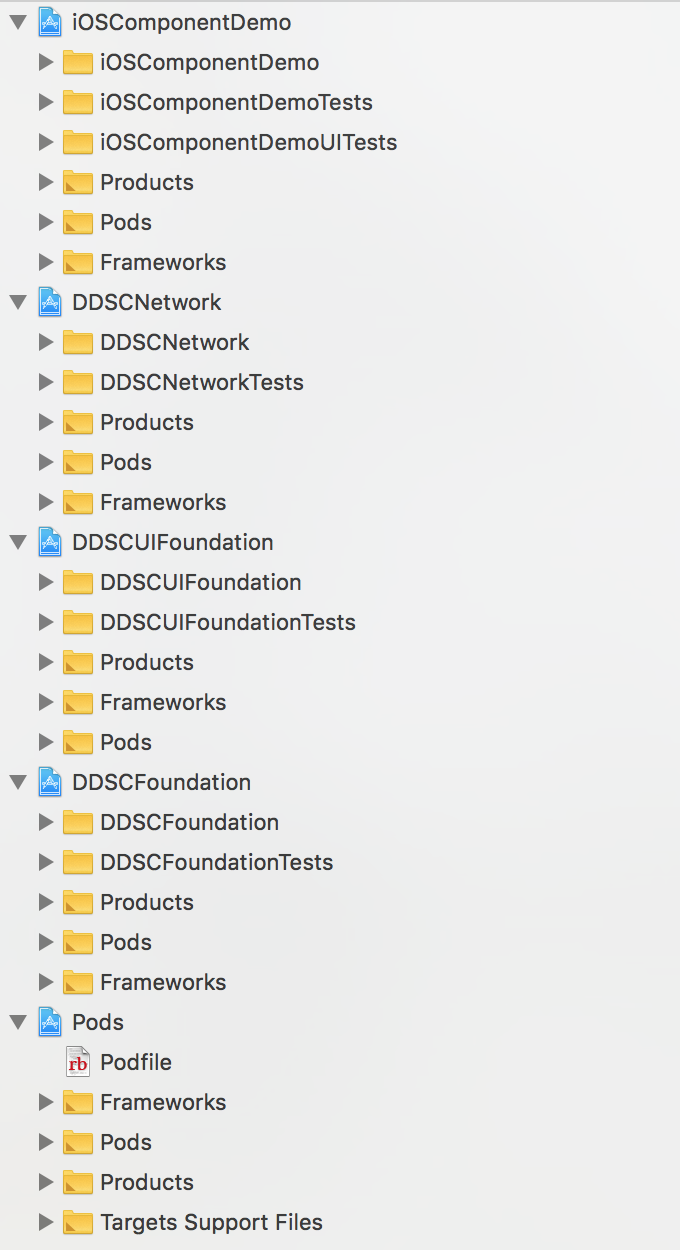 iOSComponentDemo
iOSComponentDemo
iOSComponentDemoTests
iOSComponentDemoUITests
Products
Pods
Frameworks
DDSCNetwork
DDSCNetwork
DDSCNetworkTests
Products
Pods
Frameworks
DDSCUIFoundation
DDSCUIFoundation
DDSCUIFoundationTests
Products
Frameworks
Pods
DDSCFoundation
DDSCFoundation
DDSCFoundationTests
Products
Pods
Frameworks
Pods
rb Podfile
Frameworks
Pods
Products
Targets Support Files